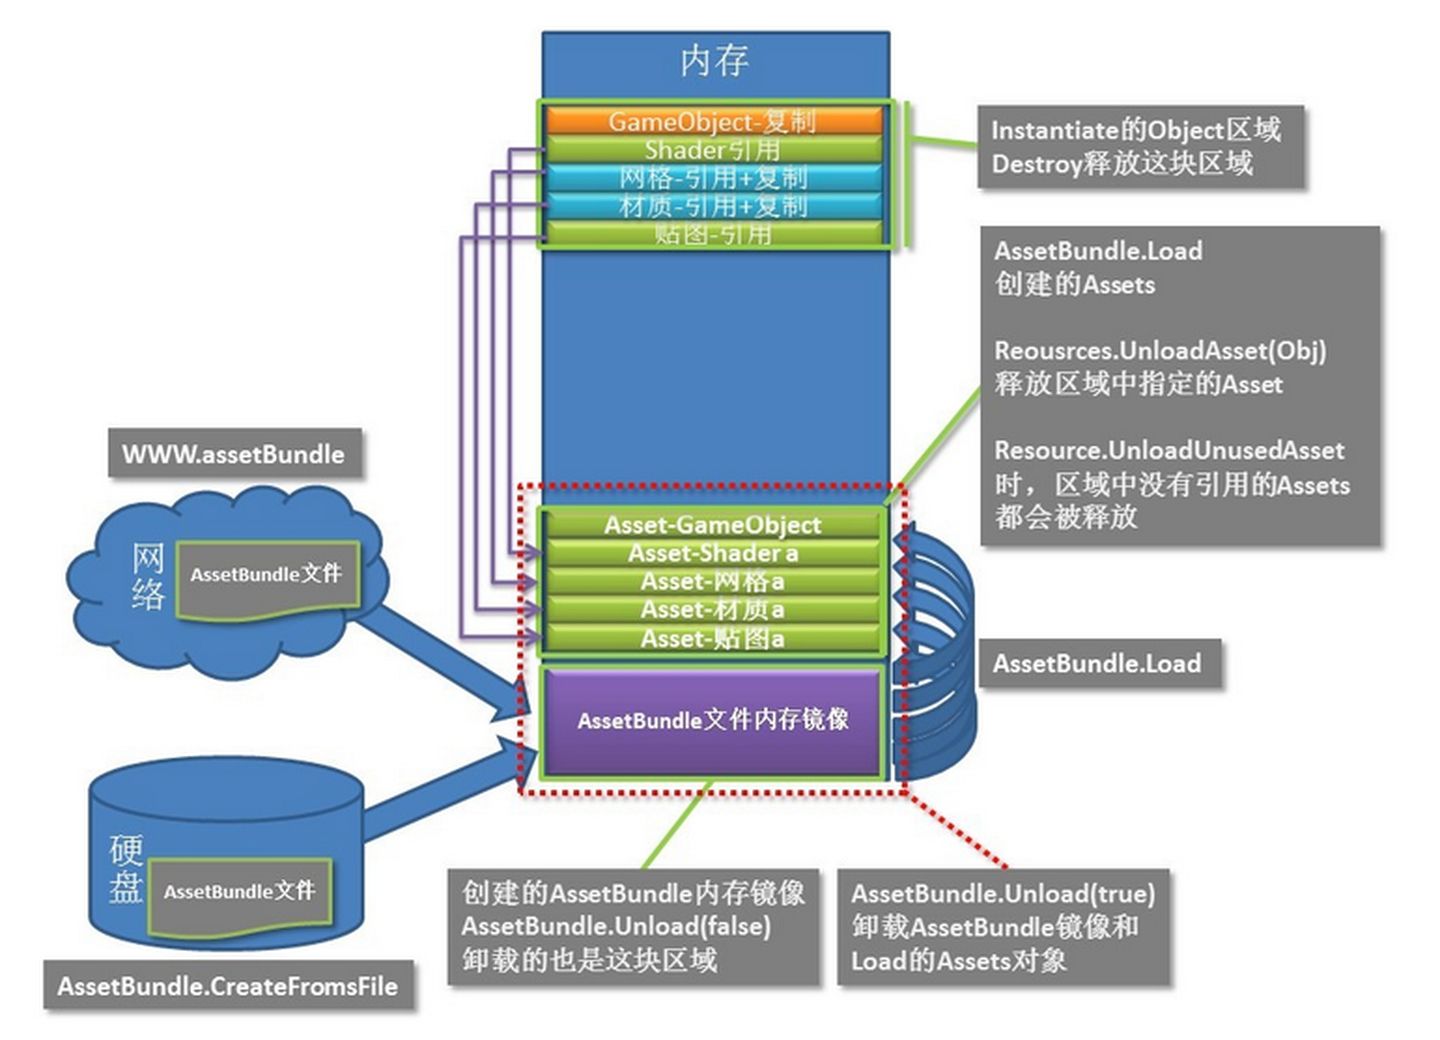 内存
GameObject-复制
Shader引用
网格-引用+复制
材质-引用+复制
贴图-引用
Instantiate的Object区域
Destroy释放这块区域
AssetBundle.Load
创建的Assets
Reousrces.UnloadAsset(Obj)
释放区域中指定的Asset
Resource.UnloadUnusedAsset
时，区域中没有引用的Assets
都会被释放
WWW.assetBundle
网络
AssetBundle文件
Asset-GameObject
Asset-Shader a
Asset-网格a
Asset-材质a
Asset-贴图a
AssetBundle文件内存镜像
AssetBundle.Load
硬盘
AssetBundle文件
AssetBundle.CreateFromsFile
创建的AssetBundle内存镜像
AssetBundle.Unload(false)
卸载的也是这块区域
AssetBundle.Unload(true)
卸载AssetBundle镜像和
Load的Assets对象